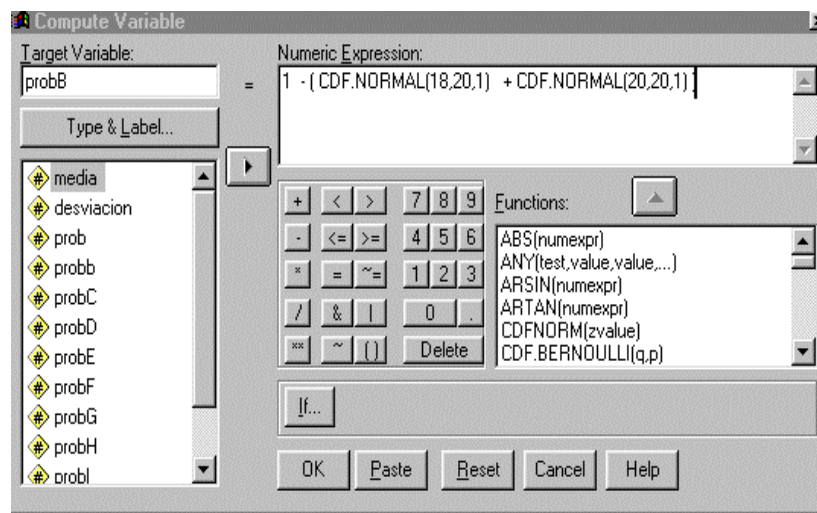 Compute Variable
Target Variable:
probB
=
Numeric Expression:
1 - ( CDF.NORMAL(18,20,1) + CDF.NORMAL(20,20,1) )
Type & Label...
media
desviacion
prob
probb
probC
probD
probE
probF
probG
probH
probI
+ < > 7 8 9
- <= >= 4 5 6
* = ~= 1 2 3
/ & | 0 .
** ~ ( ) Delete
Functions:
ABS(numexpr)
ANY(test,value,value,...)
ARSIN(numexpr)
ARTAN(numexpr)
CDFNORM(zvalue)
CDF.BERNOULLI(q,p)
If...
OK Paste Reset Cancel Help